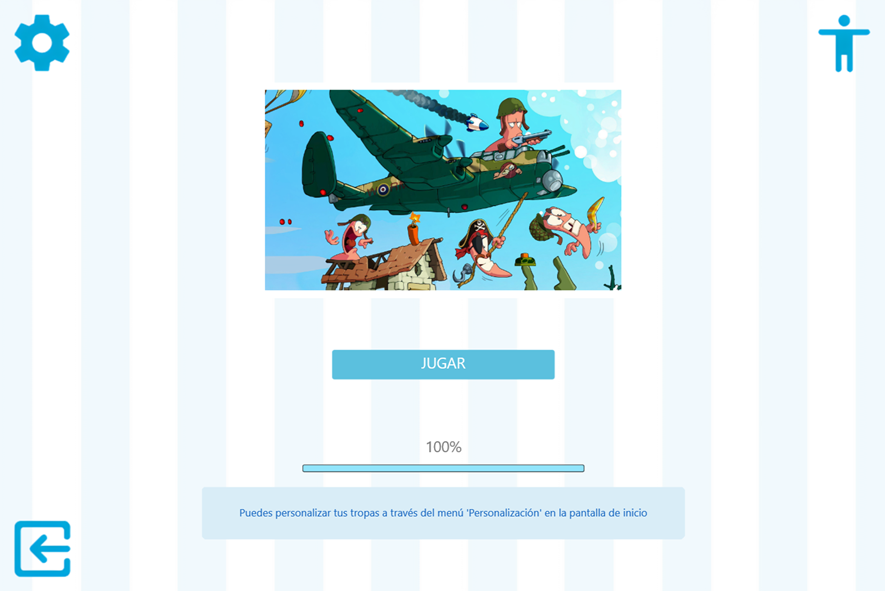 JUGAR
100%
Puedes personalizar tus tropas a través del menú 'Personalización' en la pantalla de inicio